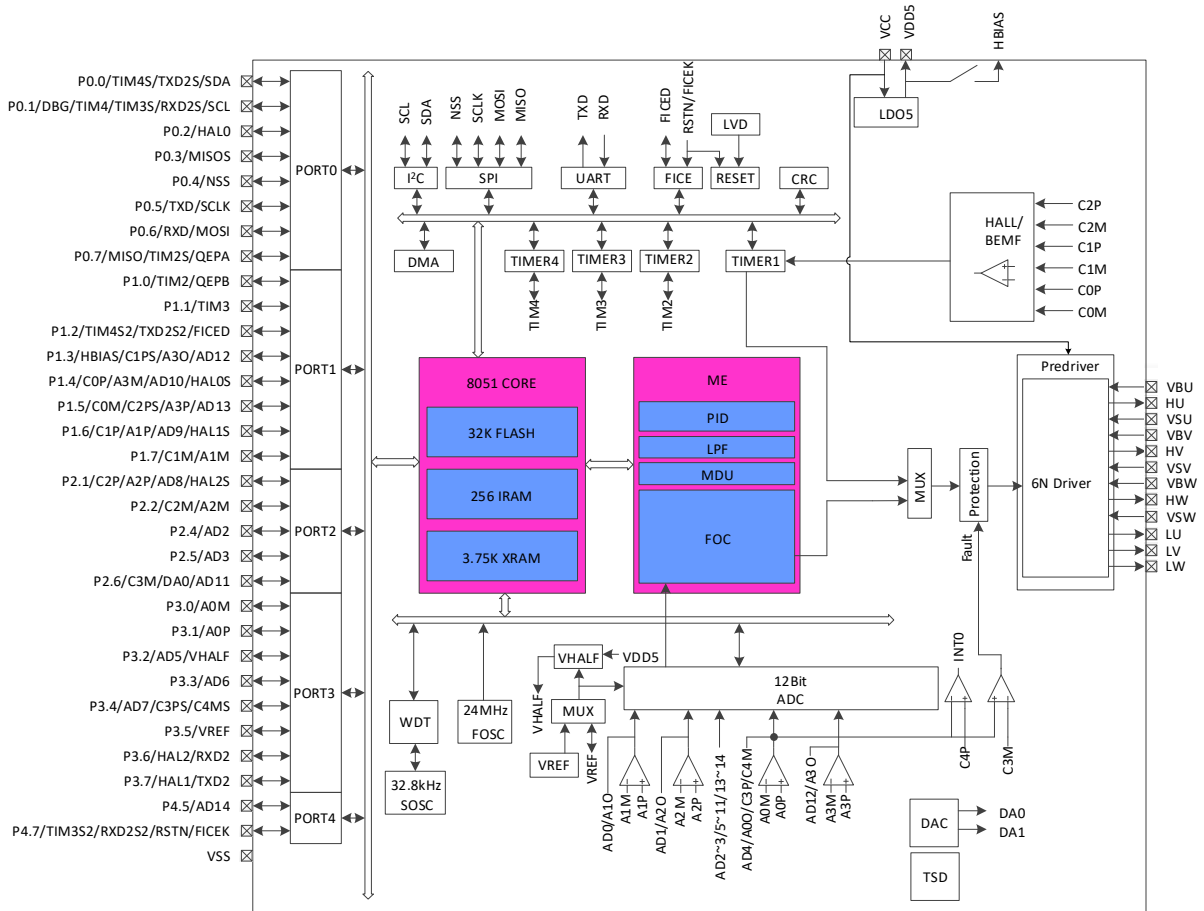 VCC
VDD5
HBIAS
LDO5
P0.0/TIM4S/TXD2S/SDA
P0.1/DBG/TIM4/TIM3S/RXD2S/SCL
P0.2/HAL0
P0.3/MISOS
P0.4/NSS
P0.5/TXD/SCLK
P0.6/RXD/MOSI
P0.7/MISO/TIM2S/QEPA
P1.0/TIM2/QEPB
P1.1/TIM3
P1.2/TIM4S2/TXD2S2/FICED
P1.3/HBIAS/C1PS/A3O/AD12
P1.4/C0P/A3M/AD10/HAL0S
P1.5/C0M/C2PS/A3P/AD13
P1.6/C1P/A1P/AD9/HAL1S
P1.7/C1M/A1M
P2.1/C2P/A2P/AD8/HAL2S
P2.2/C2M/A2M
P2.4/AD2
P2.5/AD3
P2.6/C3M/DA0/AD11
P3.0/A0M
P3.1/A0P
P3.2/AD5/VHALF
P3.3/AD6
P3.4/AD7/C3PS/C4MS
P3.5/VREF
P3.6/HAL2/RXD2
P3.7/HAL1/TXD2
P4.5/AD14
P4.7/TIM3S2/RXD2S2/RSTN/FICEK
VSS
PORT0
PORT1
PORT2
PORT3
PORT4
SCL
SDA
NSS
SCLK
MOSI
MISO
TXD
RXD
FICED
RSTN/FICEK
LVD
I²C
SPI
UART
FICE
RESET
CRC
DMA
TIMER4
TIMER3
TIMER2
TIMER1
TIM4
TIM3
TIM2
HALL/
BEMF
C2P
C2M
C1P
C1M
C0P
C0M
8051 CORE
32K FLASH
256 IRAM
3.75K XRAM
ME
PID
LPF
MDU
FOC
MUX
Protection
Fault
Predriver
6N Driver
VBU
HU
VSU
VBV
HV
VSV
VBW
HW
VSW
LU
LV
LW
WDT
32.8kHz
SOSC
24MHz
FOSC
VHALF
VDD5
VHALF
MUX
VREF
VREF
12Bit
ADC
AD0/A1O
A1M
A1P
AD1/A2O
A2M
A2P
AD2~3/5~11/13~14
AD4/A0O/C3P/C4M
A0M
A0P
AD12/A3O
A3M
A3P
INT0
C4P
C3M
DAC
DA0
DA1
TSD